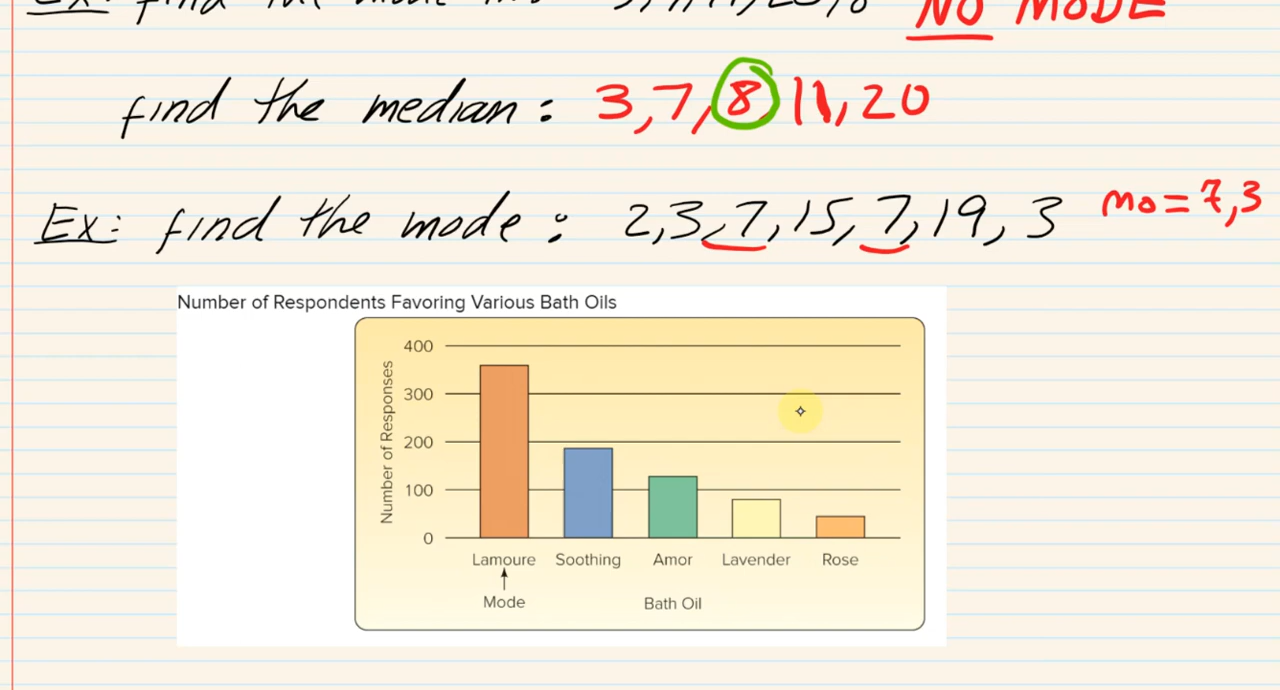 NO MODE
find the median : 3, 7, 8, 11, 20
Ex: find the mode : 2, 3, 7, 15, 7, 19, 3 mo = 7, 3
Number of Respondents Favoring Various Bath Oils
Number of Responses
400
300
200
100
0
Lamoure Soothing Amor Lavender Rose
Mode
Bath Oil